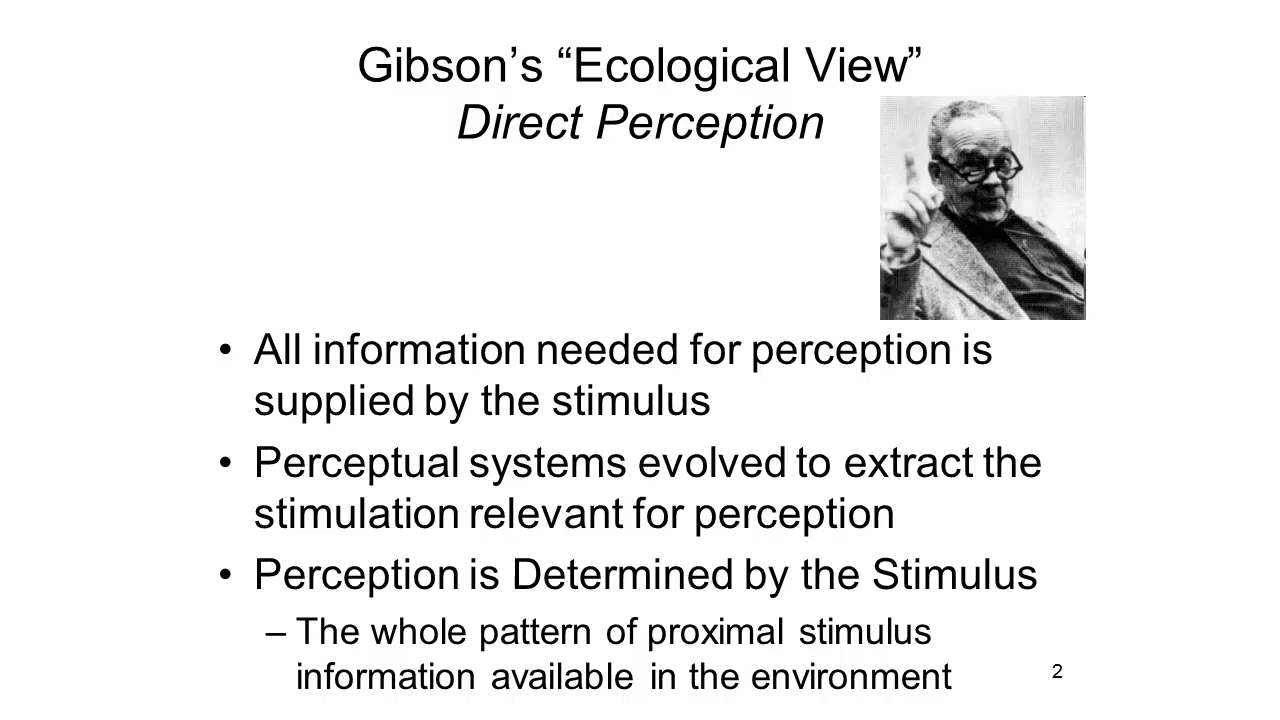 Gibson’s “Ecological View”
Direct Perception
• All information needed for perception is
supplied by the stimulus
• Perceptual systems evolved to extract the
stimulation relevant for perception
• Perception is Determined by the Stimulus
– The whole pattern of proximal stimulus
information available in the environment
2